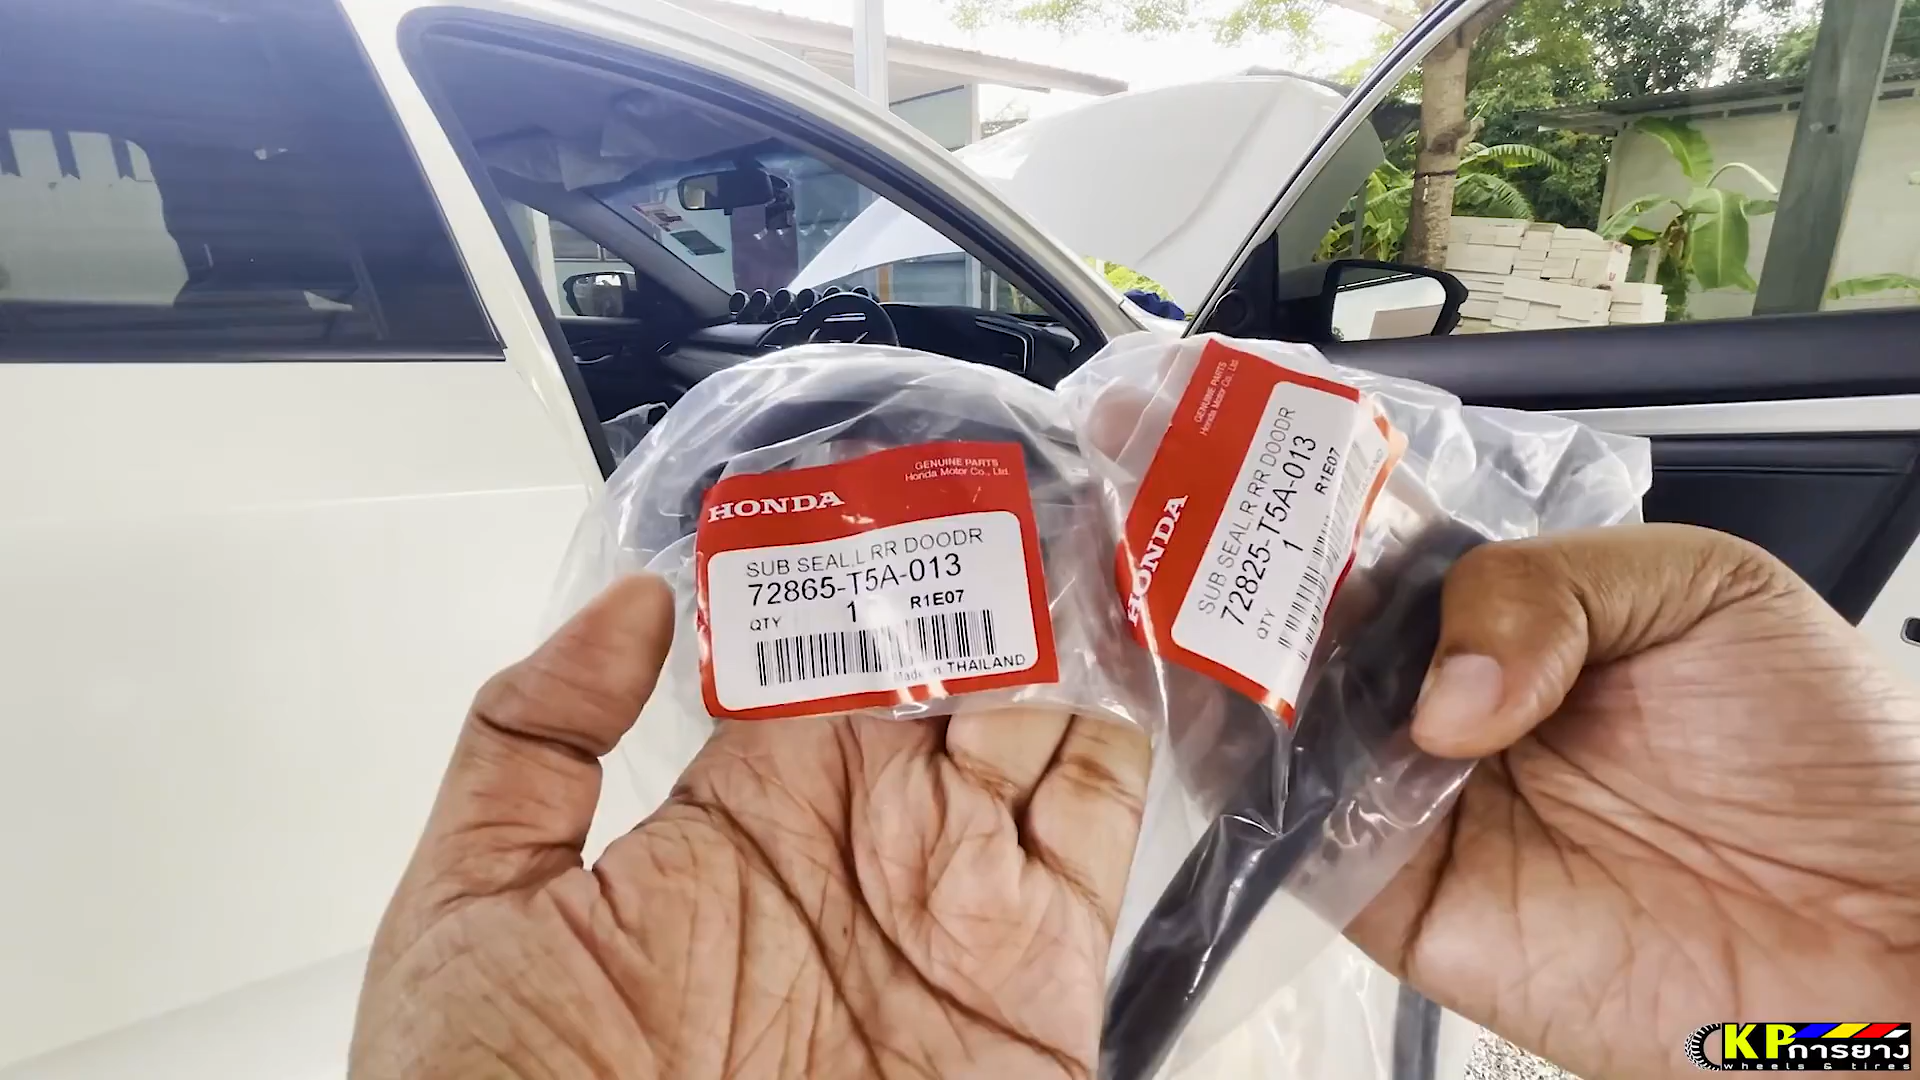 HONDA
GENUINE PARTS
Honda Motor Co., Ltd.
SUB SEAL,L RR DOODR
72865-T5A-013
QTY 1 R1E07
Made in THAILAND
HONDA
GENUINE PARTS
Honda Motor Co., Ltd.
SUB SEAL,R RR DOODR
72825-T5A-013
QTY 1 R1E07
KP การยาง
wheels & tires